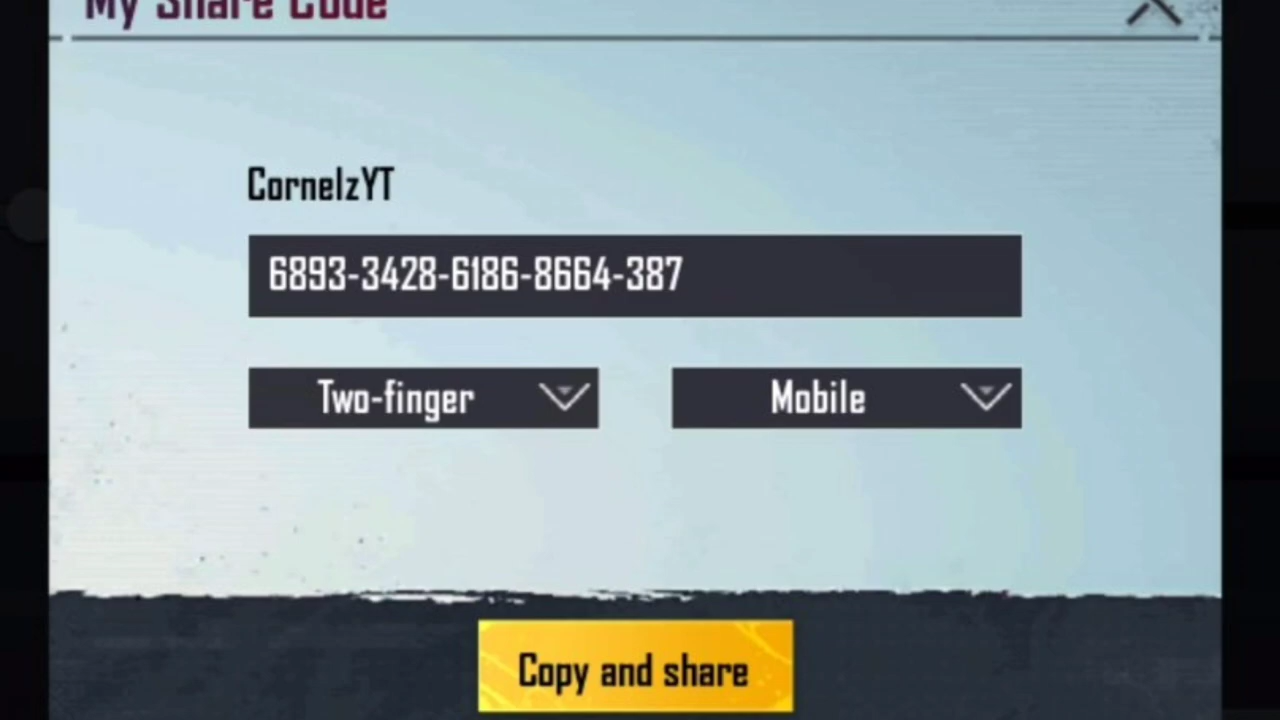 My Share Code
CornelzYT
6893-3428-6186-8664-387
Two-finger
Mobile
Copy and share